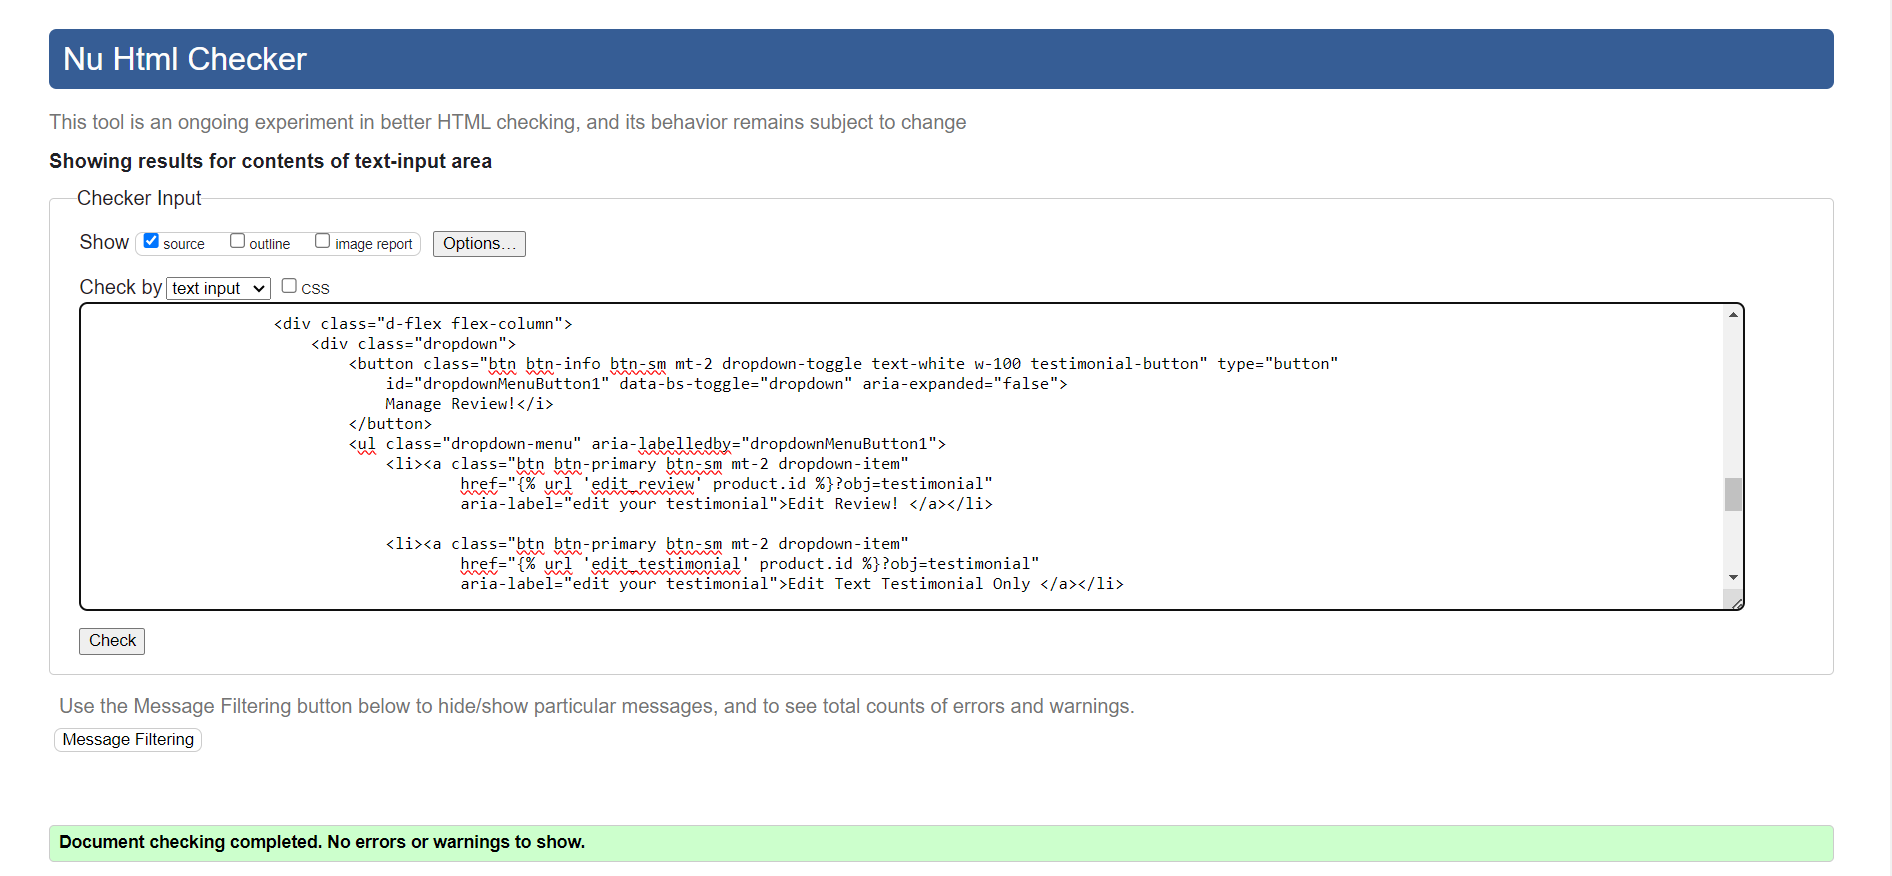 Nu Html Checker
This tool is an ongoing experiment in better HTML checking, and its behavior remains subject to change
Showing results for contents of text-input area
Checker Input
Show source outline image report Options...
Check by text input CSS
<div class="d-flex flex-column">
<div class="dropdown">
<button class="btn btn-info btn-sm mt-2 dropdown-toggle text-white w-100 testimonial-button" type="button"
id="dropdownMenuButton1" data-bs-toggle="dropdown" aria-expanded="false">
Manage Review!</i>
</button>
<ul class="dropdown-menu" aria-labelledby="dropdownMenuButton1">
<li><a class="btn btn-primary btn-sm mt-2 dropdown-item"
href="{% url 'edit_review' product.id %}?obj=testimonial"
aria-label="edit your testimonial">Edit Review! </a></li>
<li><a class="btn btn-primary btn-sm mt-2 dropdown-item"
href="{% url 'edit_testimonial' product.id %}?obj=testimonial"
aria-label="edit your testimonial">Edit Text Testimonial Only </a></li>
Check
Use the Message Filtering button below to hide/show particular messages, and to see total counts of errors and warnings.
Message Filtering
Document checking completed. No errors or warnings to show.